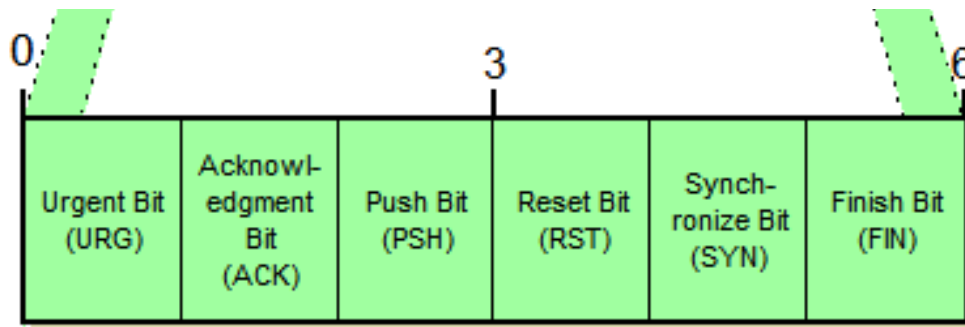 0
3
6
Urgent Bit
(URG)
Acknowl-
edgment
Bit
(ACK)
Push Bit
(PSH)
Reset Bit
(RST)
Synch-
ronize Bit
(SYN)
Finish Bit
(FIN)